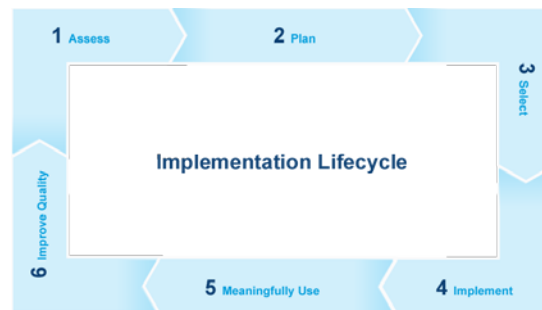 1 Assess
2 Plan
3 Select
Implementation Lifecycle
4 Implement
5 Meaningfully Use
6 Improve Quality